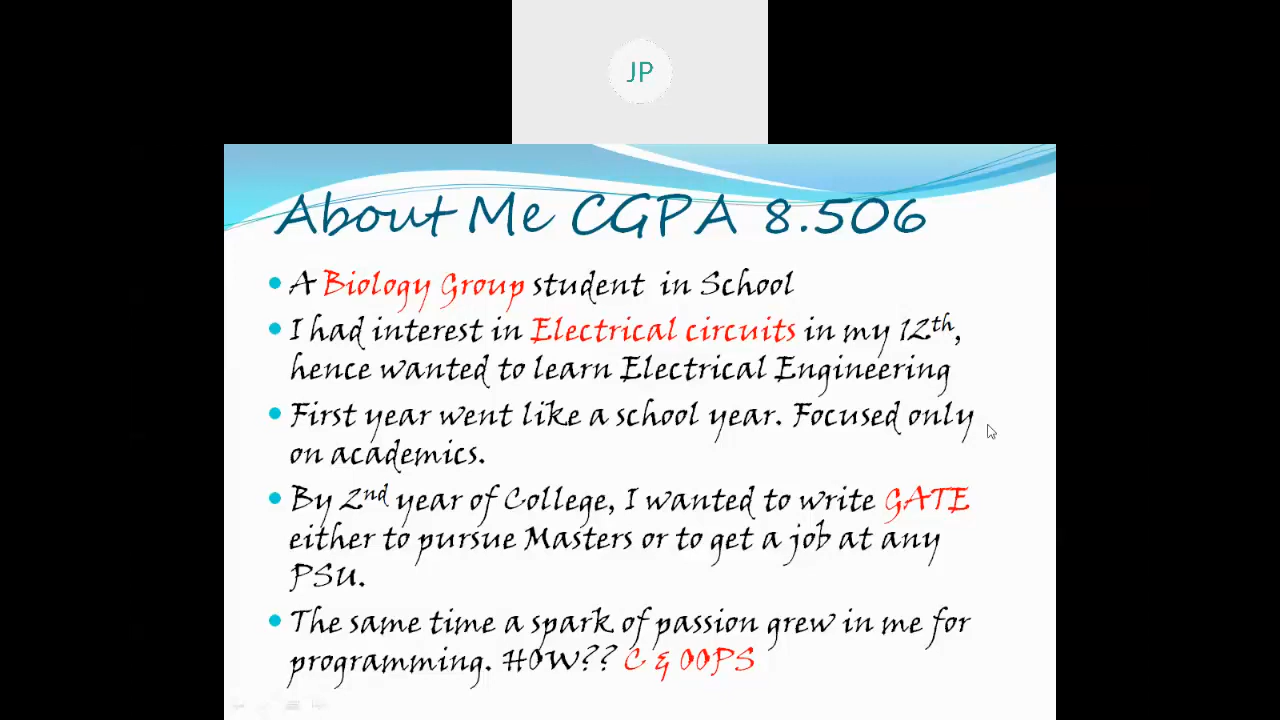 JP
About Me CGPA 8.506
A Biology Group student in School
I had interest in Electrical circuits in my 12th,
hence wanted to learn Electrical Engineering
First year went like a school year. Focused only
on academics.
By 2nd year of College, I wanted to write GATE
either to pursue Masters or to get a job at any
PSU.
The same time a spark of passion grew in me for
programming. HOW?? C & OOPS